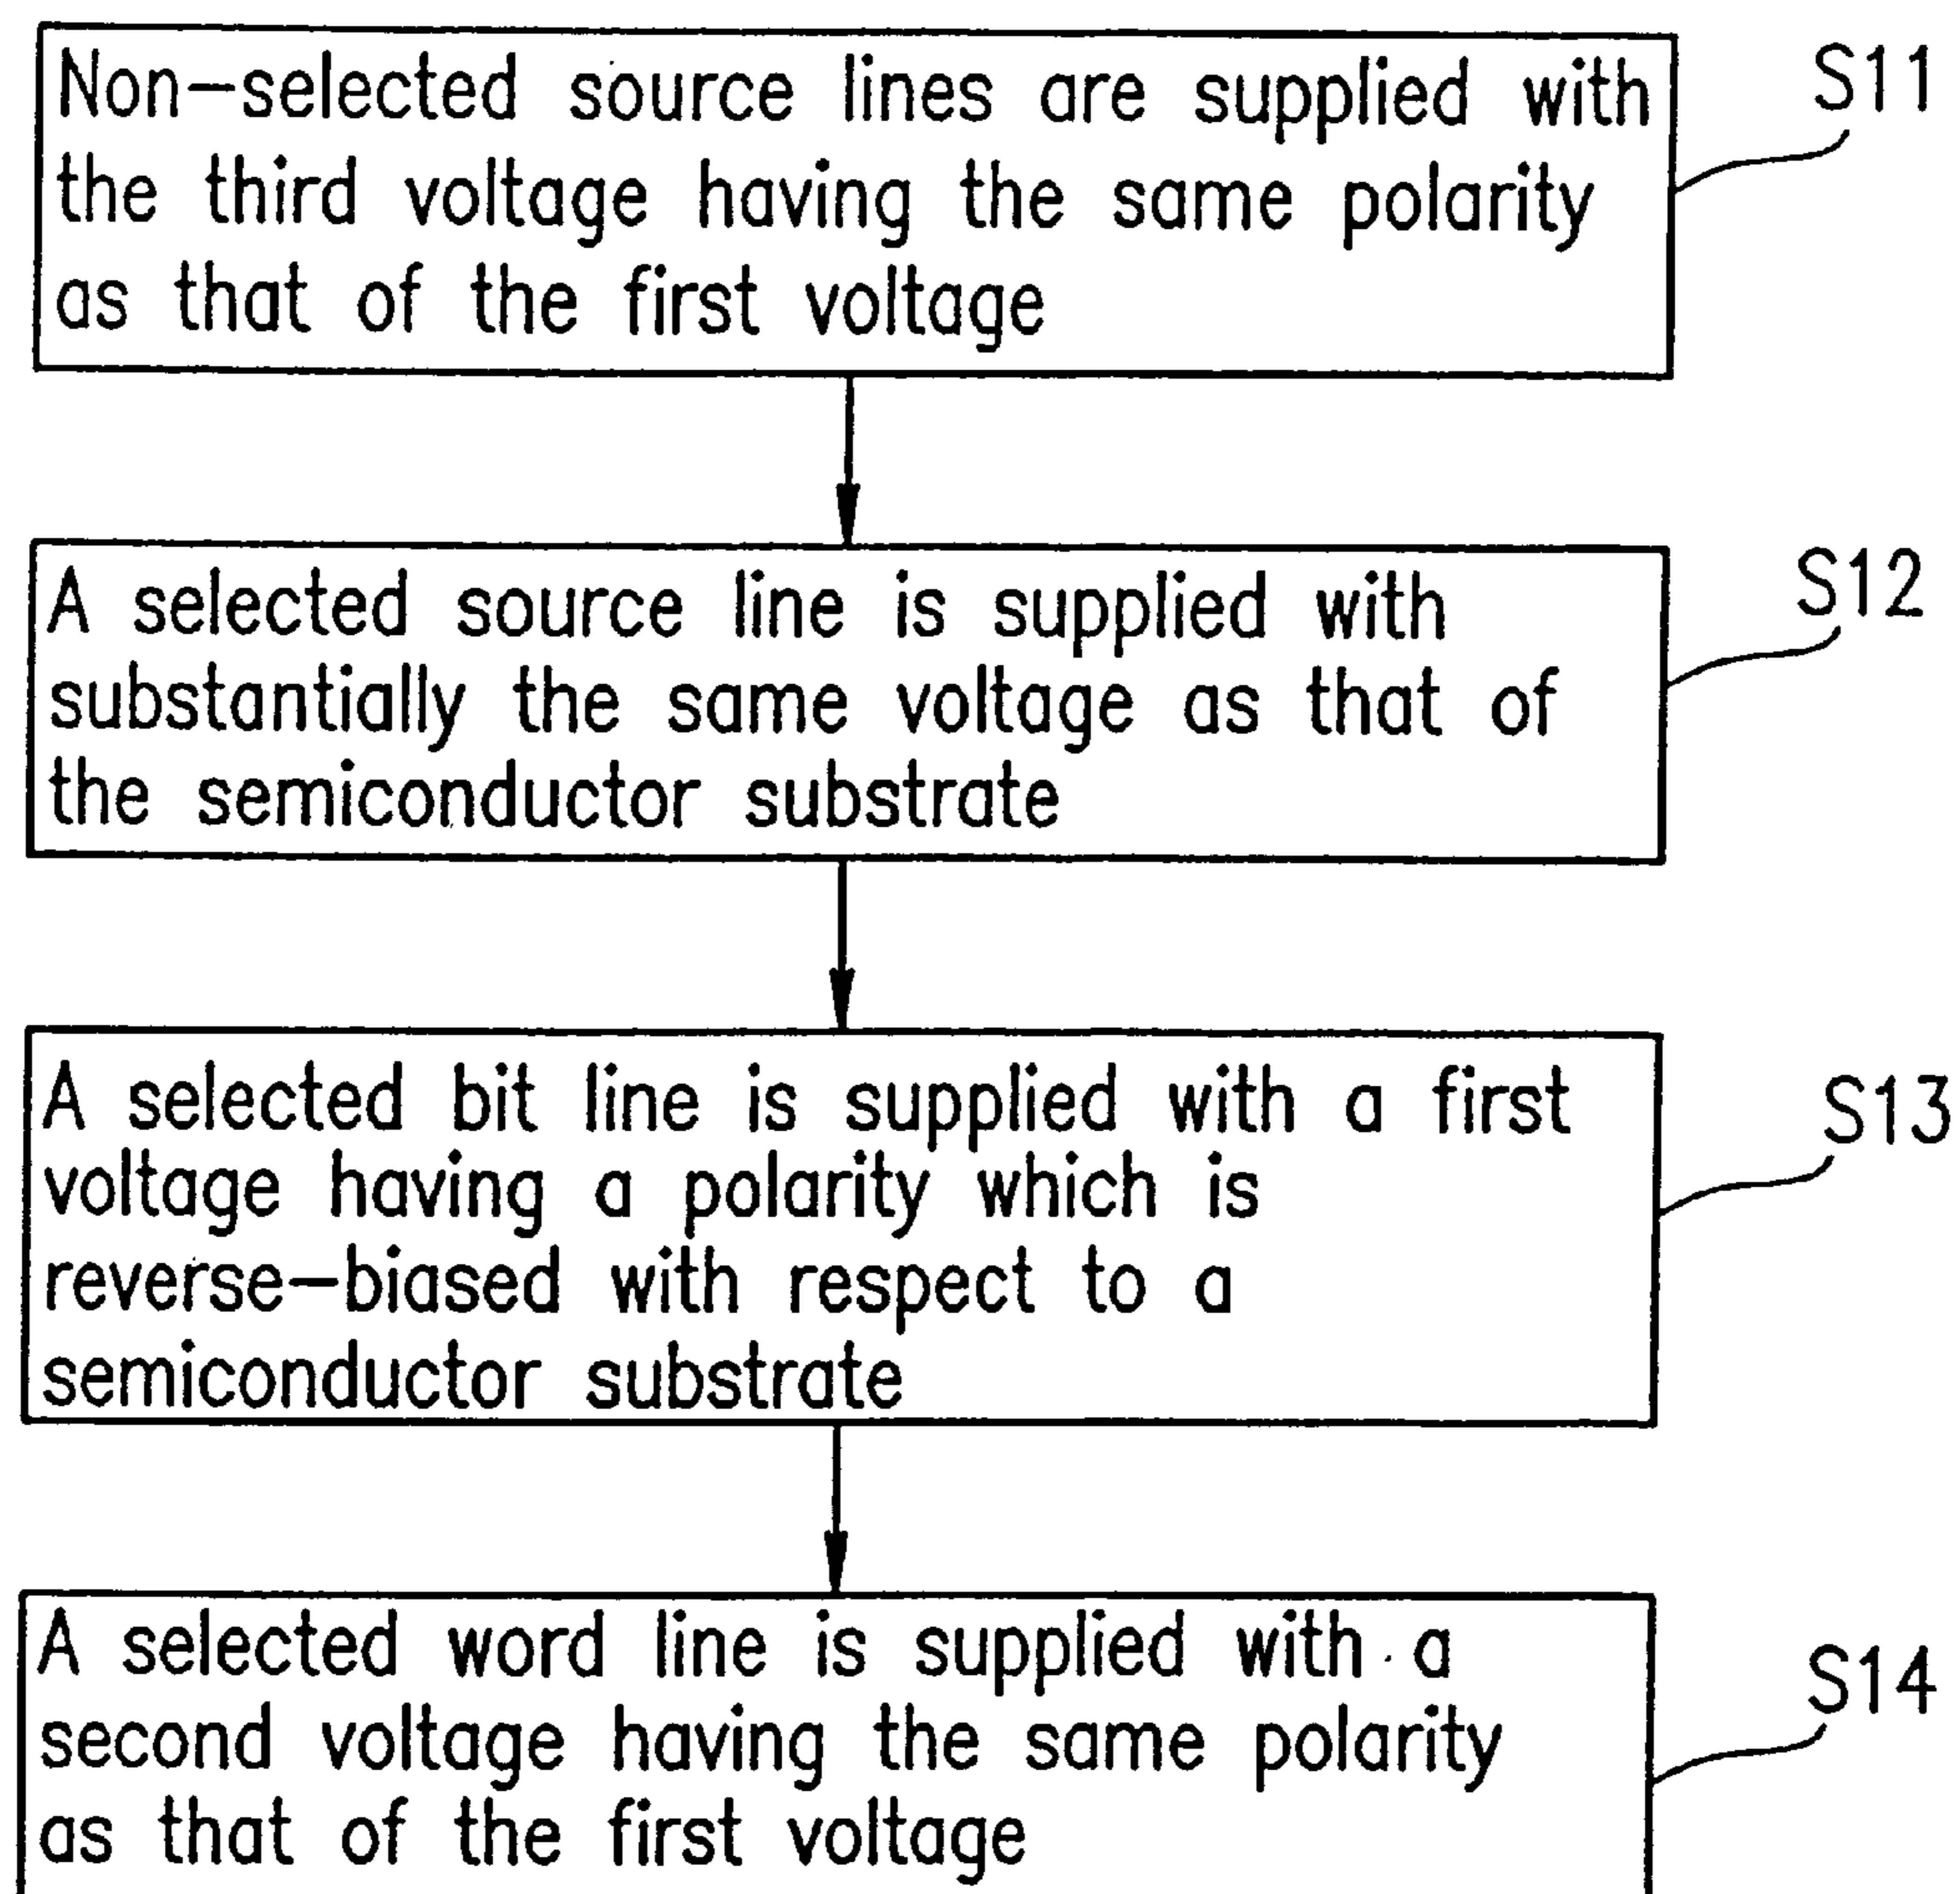 Non-selected source lines are supplied with
the third voltage having the same polarity
as that of the first voltage
S11
A selected source line is supplied with
substantially the same voltage as that of
the semiconductor substrate
S12
A selected bit line is supplied with a first
voltage having a polarity which is
reverse-biased with respect to a
semiconductor substrate
S13
A selected word line is supplied with a
second voltage having the same polarity
as that of the first voltage
S14